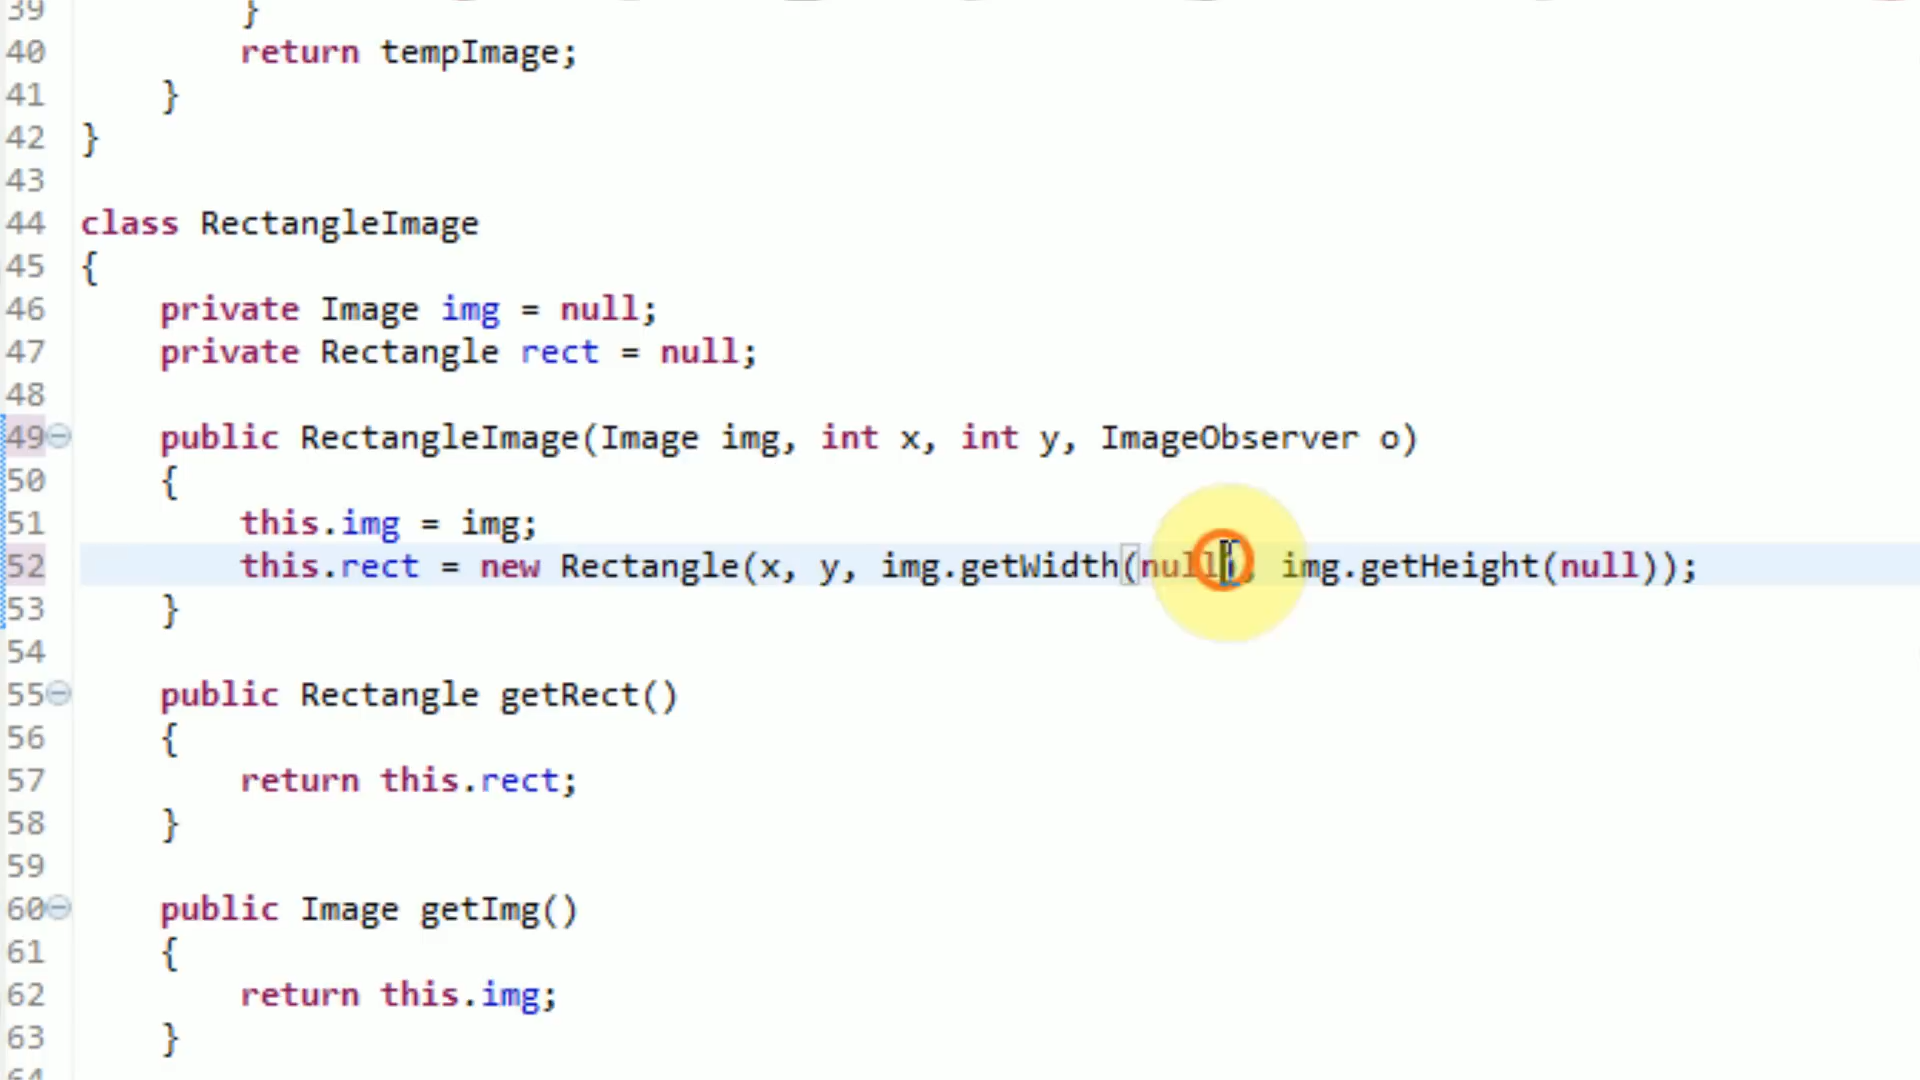 39 }
40 return tempImage;
41 }
42 }
43
44 class RectangleImage
45 {
46 private Image img = null;
47 private Rectangle rect = null;
48
49 public RectangleImage(Image img, int x, int y, ImageObserver o)
50 {
51 this.img = img;
52 this.rect = new Rectangle(x, y, img.getWidth(null), img.getHeight(null));
53 }
54
55 public Rectangle getRect()
56 {
57 return this.rect;
58 }
59
60 public Image getImg()
61 {
62 return this.img;
63 }
64